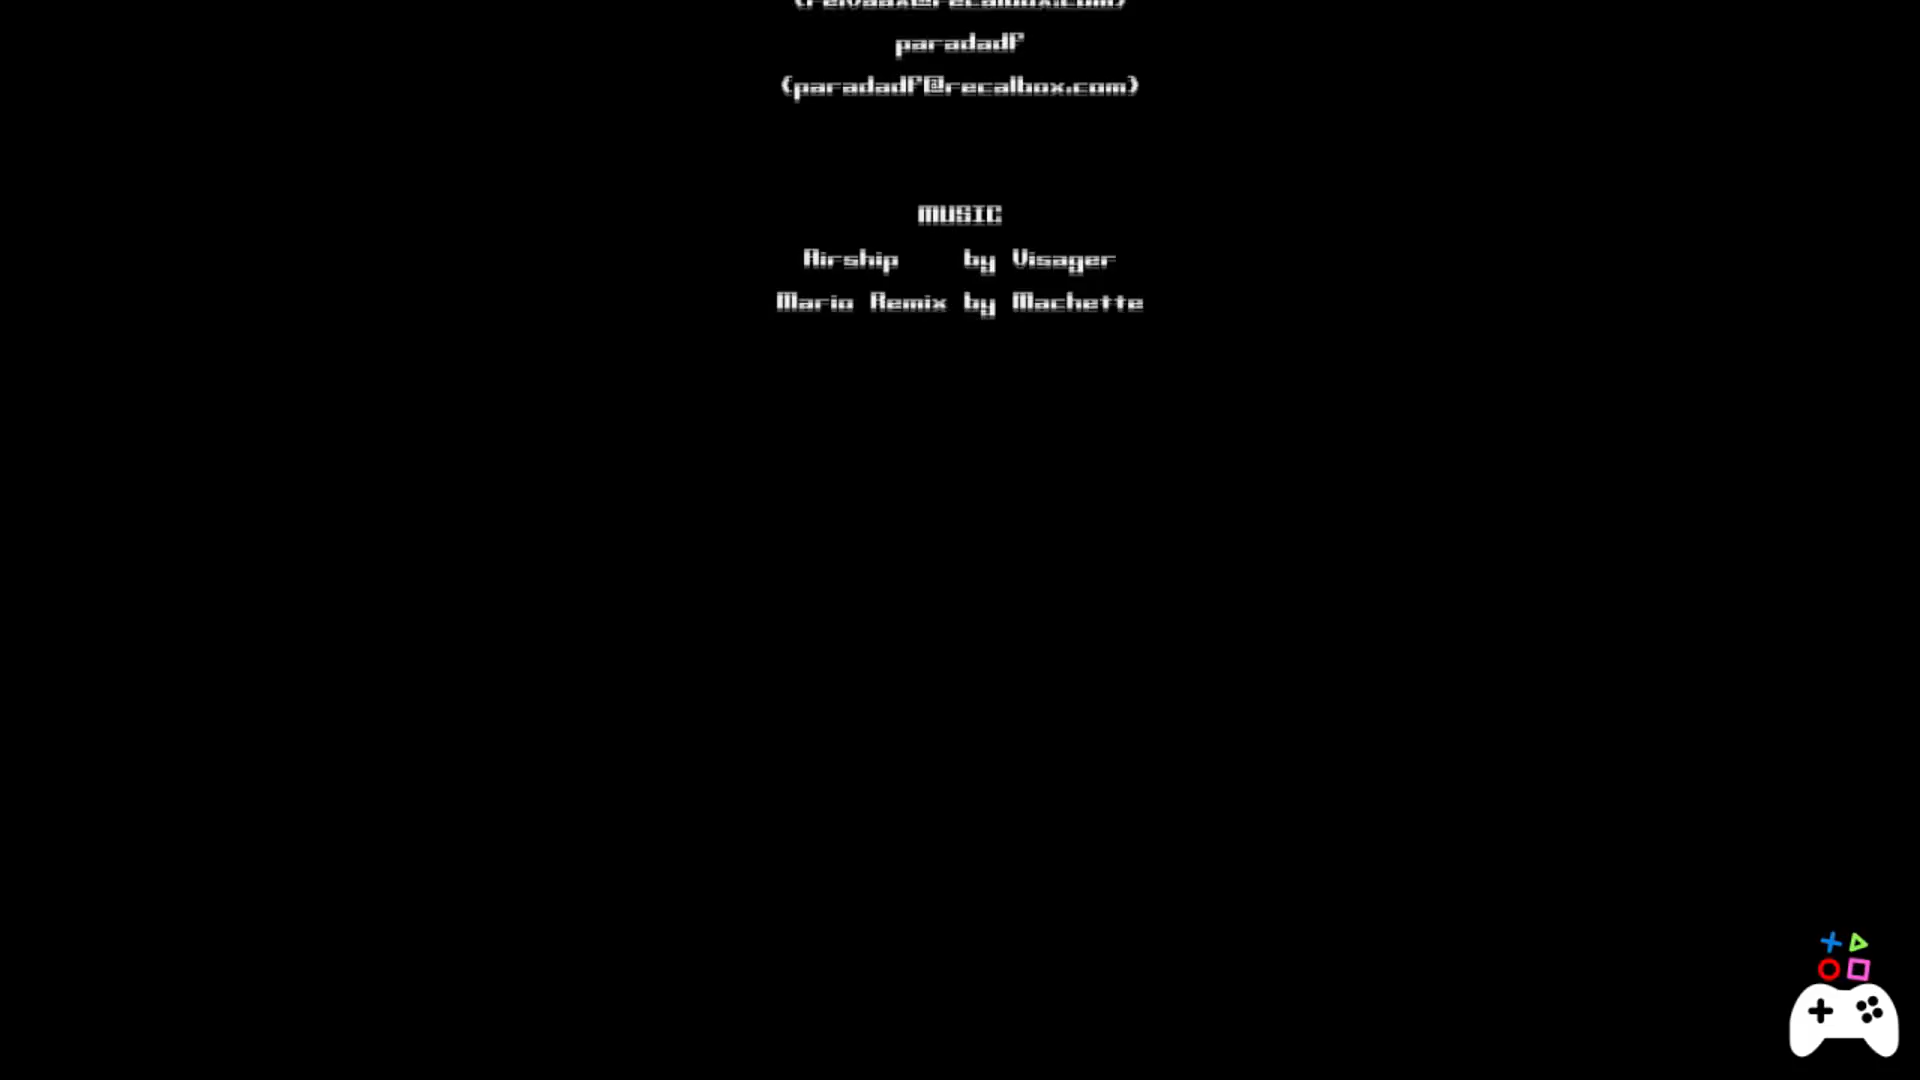 paradadf
(paradadf@recalbox.com)
MUSIC
Airship by Visager
Mario Remix by Machette